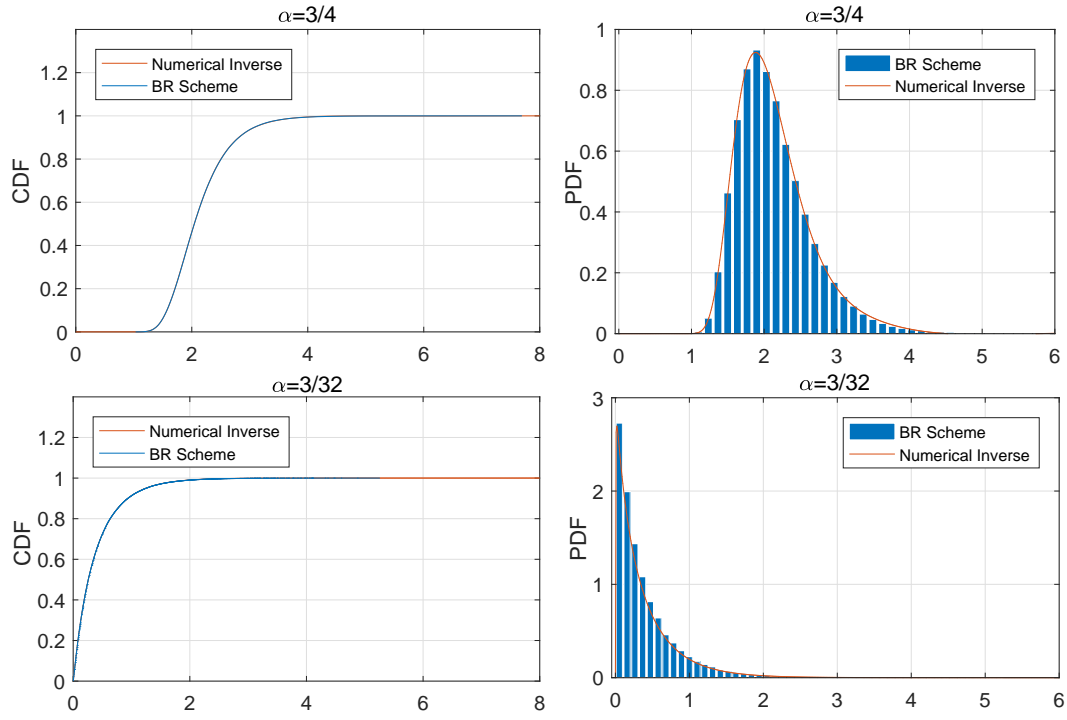 α=3/4
1.2
1
0.8
0.6
0.4
0.2
0
CDF
Numerical Inverse
BR Scheme
0 2 4 6 8
α=3/4
1
0.8
0.6
0.4
0.2
0
PDF
BR Scheme
Numerical Inverse
0 1 2 3 4 5 6
α=3/32
1.2
1
0.8
0.6
0.4
0.2
0
CDF
Numerical Inverse
BR Scheme
0 2 4 6 8
α=3/32
3
2
1
0
PDF
BR Scheme
Numerical Inverse
0 1 2 3 4 5 6